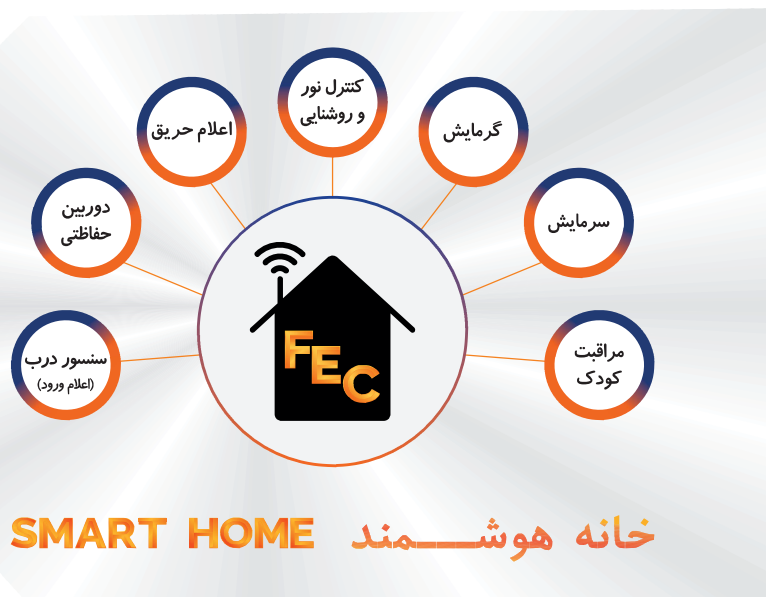 کنترل نور
و روشنایی
گرمایش
اعلام حریق
سرمایش
دوربین
حفاظتی
مراقبت
کودک
سنسور درب
(اعلام ورود)
FEC
خانه هوشـــــمند SMART HOME